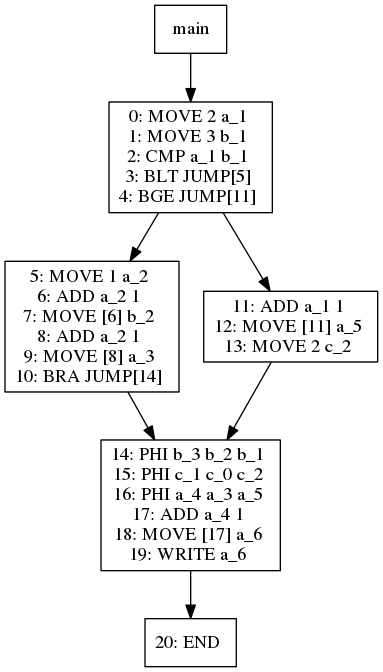 main
0: MOVE 2 a_1
1: MOVE 3 b_1
2: CMP a_1 b_1
3: BLT JUMP[5]
4: BGE JUMP[11]
5: MOVE 1 a_2
6: ADD a_2 1
7: MOVE [6] b_2
8: ADD a_2 1
9: MOVE [8] a_3
10: BRA JUMP[14]
11: ADD a_1 1
12: MOVE [11] a_5
13: MOVE 2 c_2
14: PHI b_3 b_2 b_1
15: PHI c_1 c_0 c_2
16: PHI a_4 a_3 a_5
17: ADD a_4 1
18: MOVE [17] a_6
19: WRITE a_6
20: END